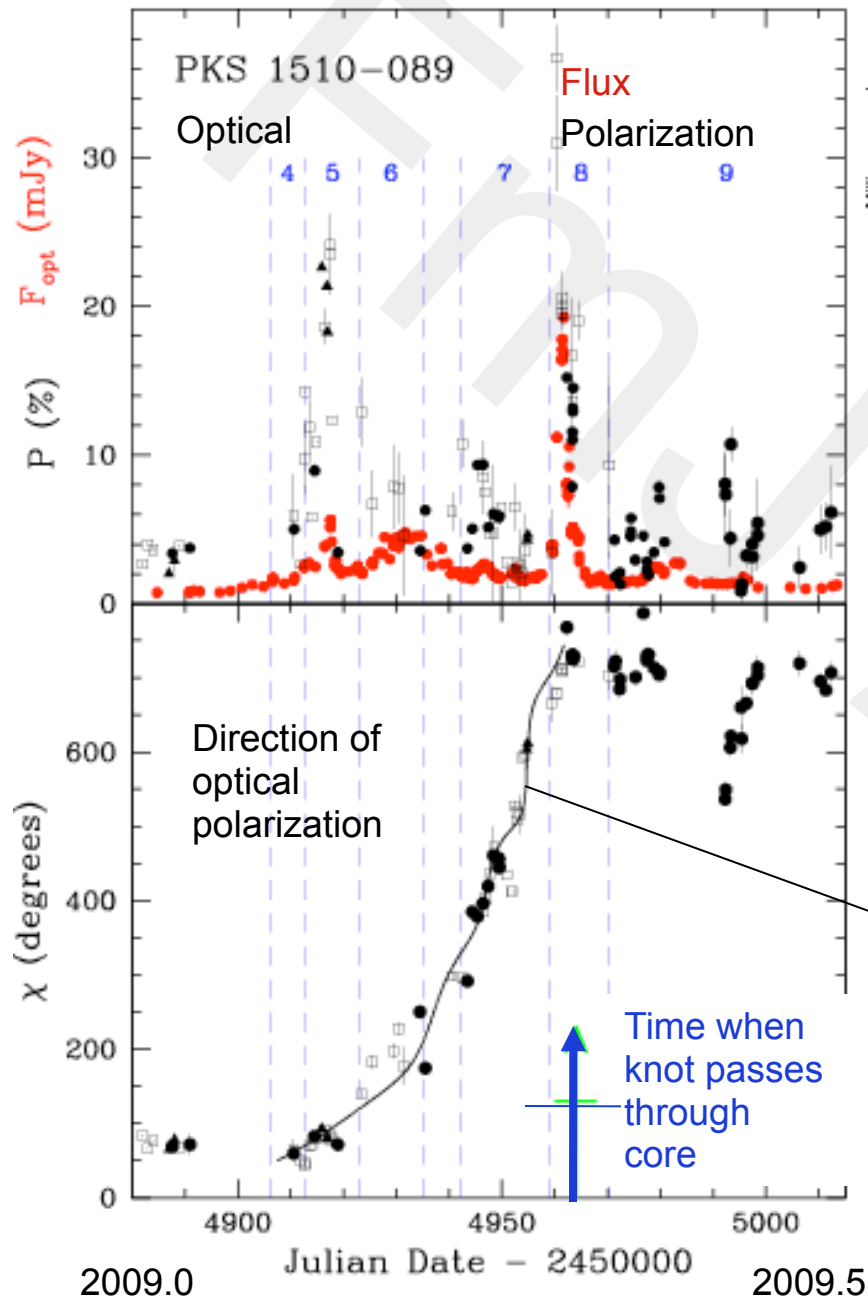 PKS 1510-089
Flux
Optical
Polarization
4 5 6 7 8 9
F_opt (mJy)
P (%)
30
20
10
0
Direction of
optical
polarization
χ (degrees)
600
400
200
0
Time when
knot passes
through
core
4900 4950 5000
Julian Date - 2450000
2009.0 2009.5